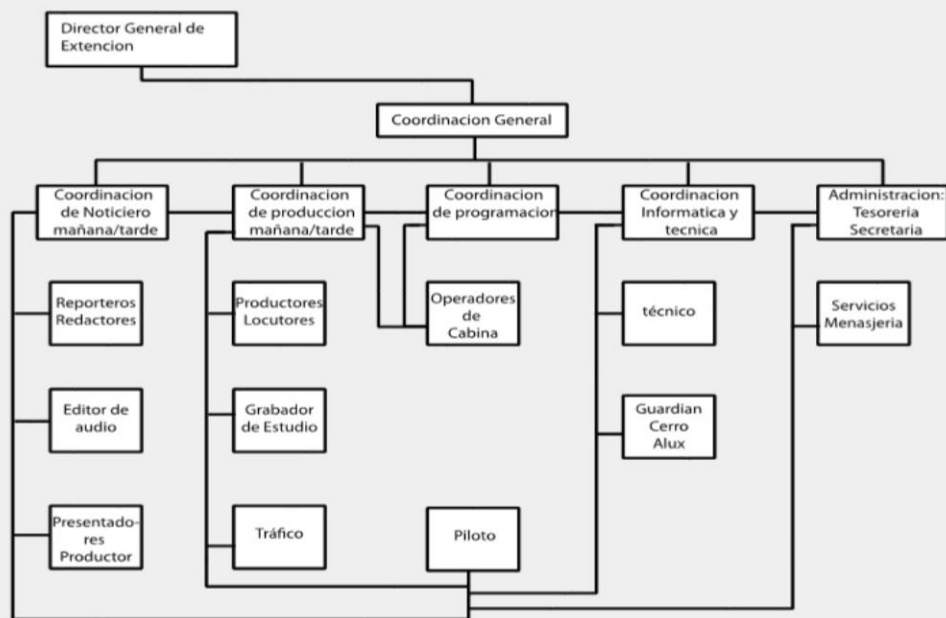 Director General de
Extencion
Coordinacion General
Coordinacion
de Noticiero
mañana/tarde
Coordinacion
de produccion
mañana/tarde
Coordinacion
de programacion
Coordinacion
Informatica y
tecnica
Administracion:
Tesoreria
Secretaria
Reporteros
Redactores
Productores
Locutores
Operadores
de
Cabina
técnico
Servicios
Menasjeria
Editor de
audio
Grabador
de Estudio
Guardian
Cerro
Alux
Presentado-
res
Productor
Tráfico
Piloto